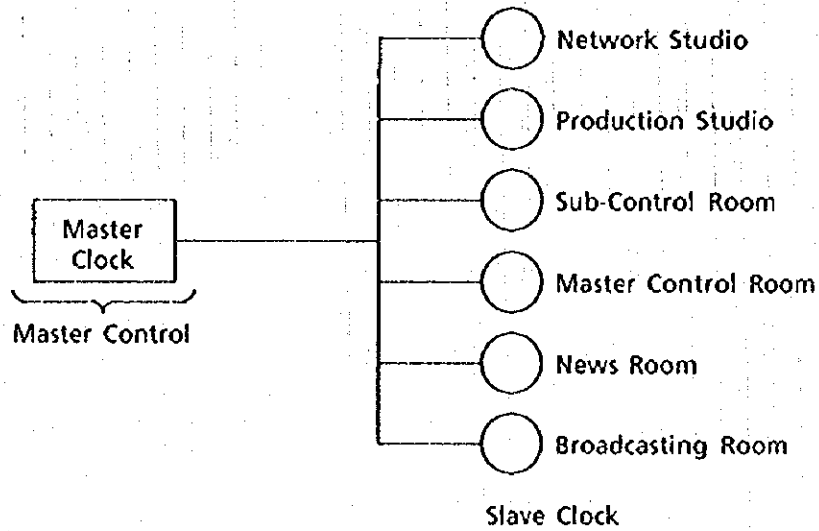 Network Studio
Production Studio
Sub-Control Room
Master
Clock
Master Control Room
Master Control
News Room
Broadcasting Room
Slave Clock